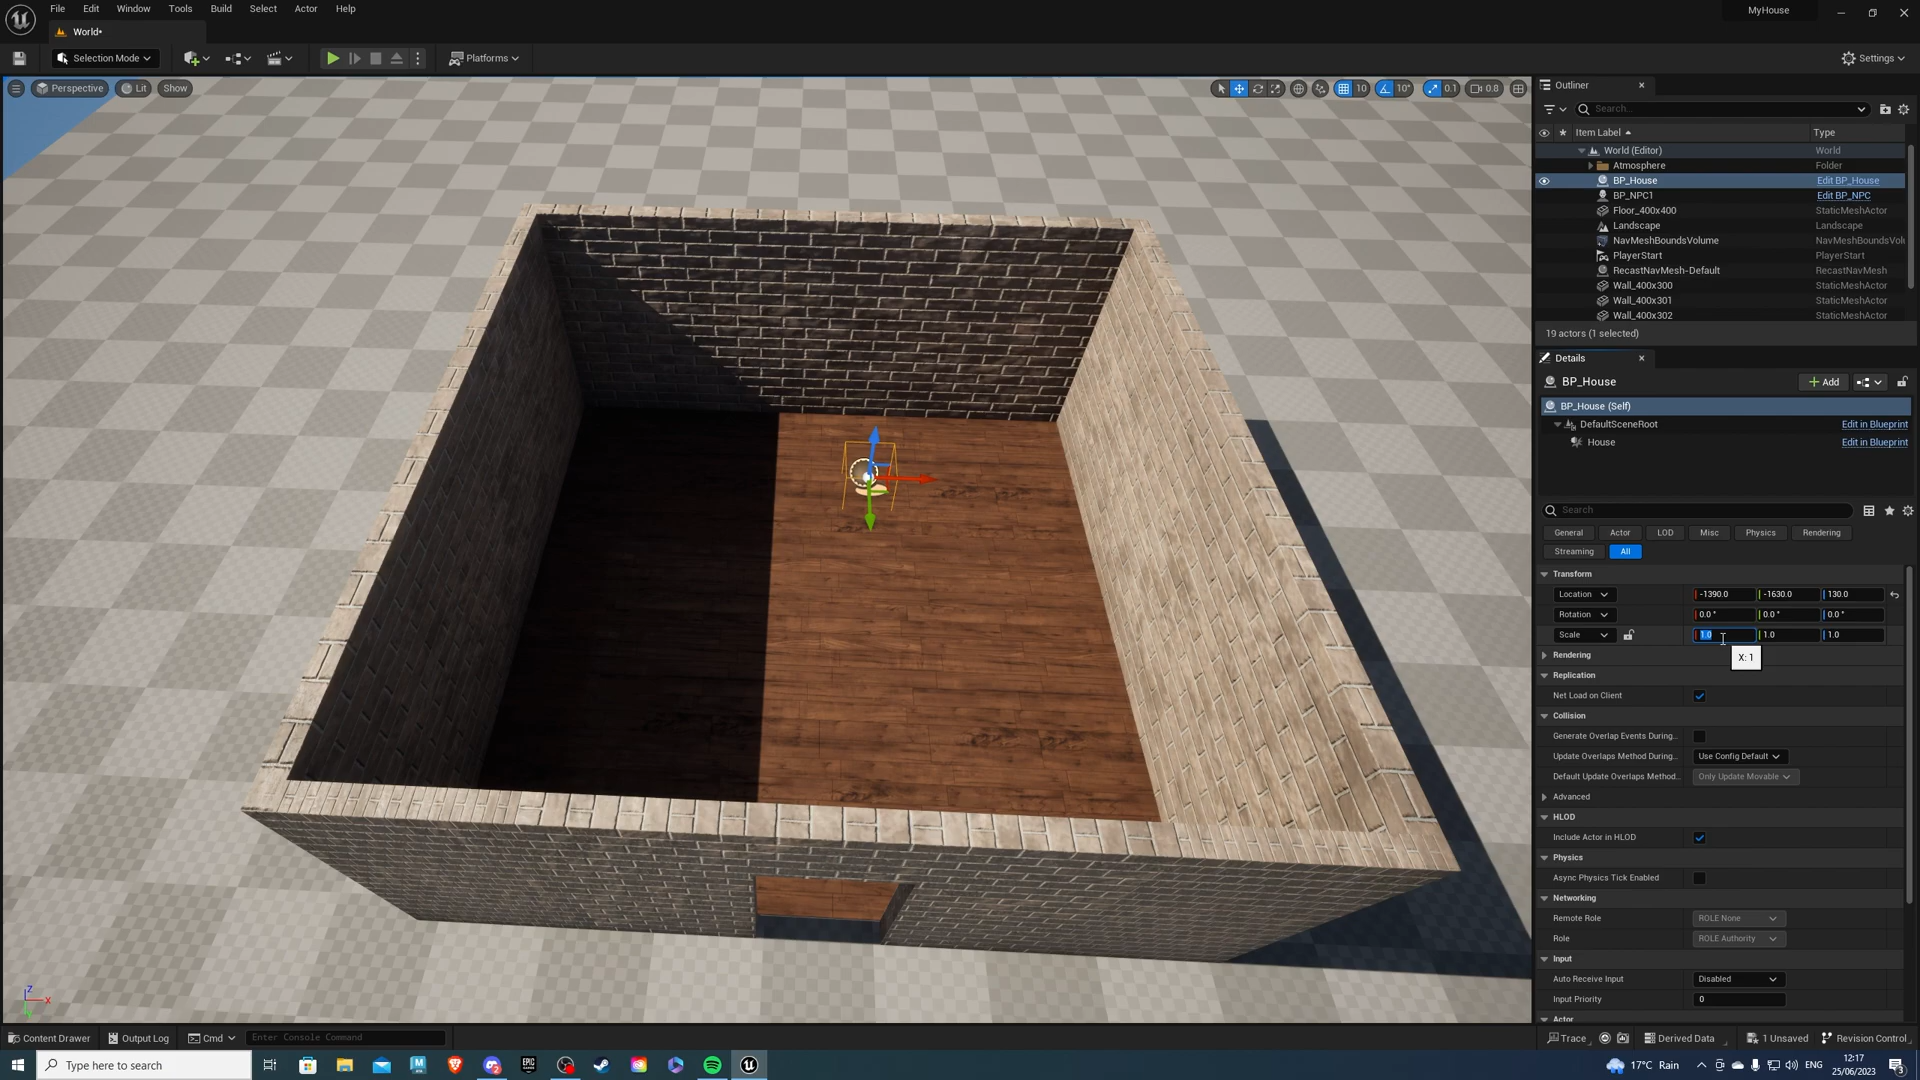 File Edit Window Tools Build Select Actor Help MyHouse
World•
Selection Mode Platforms Settings
Perspective Lit Show 10 10° 0.1 0.8
Outliner
Search...
Item Label Type
World (Editor) World
Atmosphere Folder
BP_House Edit BP_House
BP_NPC1 Edit BP_NPC
Floor_400x400 StaticMeshActor
Landscape Landscape
NavMeshBoundsVolume NavMeshBoundsVolu
PlayerStart PlayerStart
RecastNavMesh-Default RecastNavMesh
Wall_400x300 StaticMeshActor
Wall_400x301 StaticMeshActor
Wall_400x302 StaticMeshActor
19 actors (1 selected)
Details
BP_House Add
BP_House (Self)
DefaultSceneRoot Edit in Blueprint
House Edit in Blueprint
Search
General Actor LOD Misc Physics Rendering
Streaming All
Transform
Location -1390.0 -1630.0 130.0
Rotation 0.0 ° 0.0 ° 0.0 °
Scale 1.0 1.0 1.0
Rendering
X: 1
Replication
Net Load on Client
Collision
Generate Overlap Events During...
Update Overlaps Method During... Use Config Default
Default Update Overlaps Method... Only Update Movable
Advanced
HLOD
Include Actor in HLOD
Physics
Async Physics Tick Enabled
Networking
Remote Role ROLE None
Role ROLE Authority
Input
Auto Receive Input Disabled
Input Priority 0
Actor
Z X
Content Drawer Output Log Cmd Enter Console Command Trace Derived Data 1 Unsaved Revision Control
Type here to search 17°C Rain ENG 12:17
25/06/2023